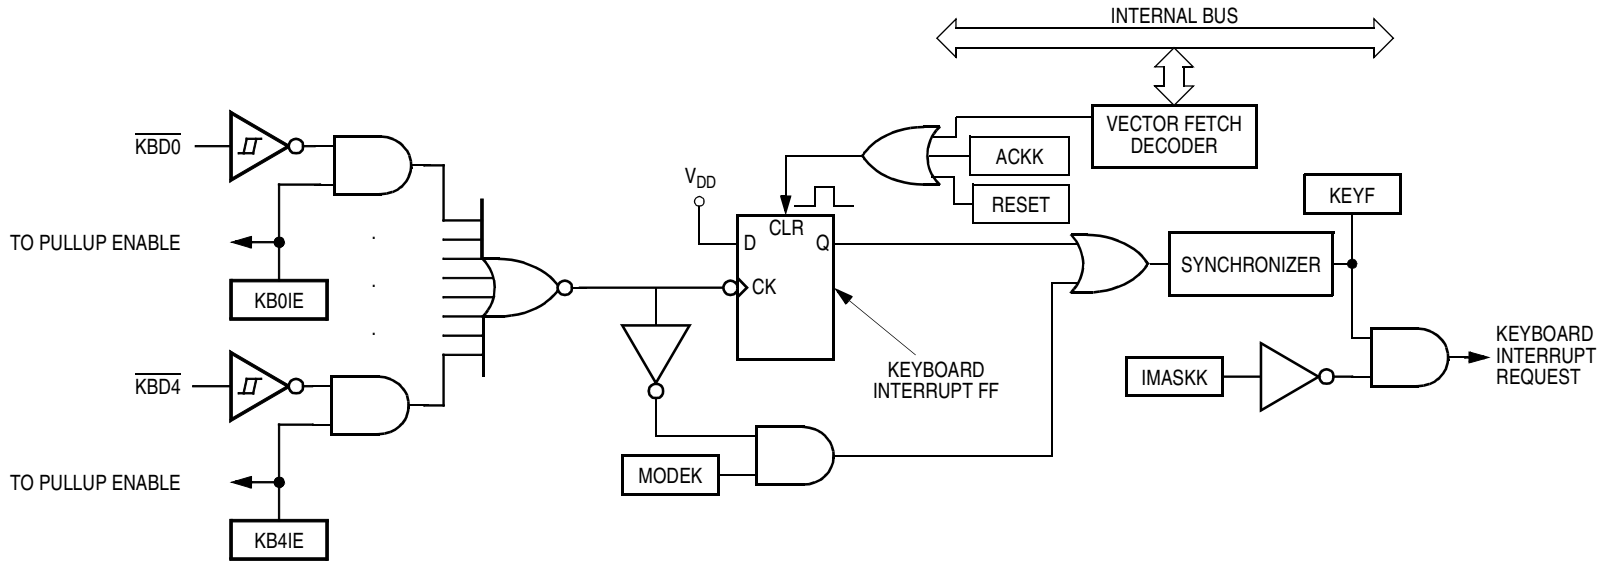 INTERNAL BUS
VECTOR FETCH
DECODER
ACKK
RESET
KBD0
VDD
KEYF
CLR
D
Q
TO PULLUP ENABLE
SYNCHRONIZER
CK
KB0IE
KEYBOARD
INTERRUPT FF
KEYBOARD
INTERRUPT
REQUEST
IMASKK
KBD4
MODEK
TO PULLUP ENABLE
KB4IE